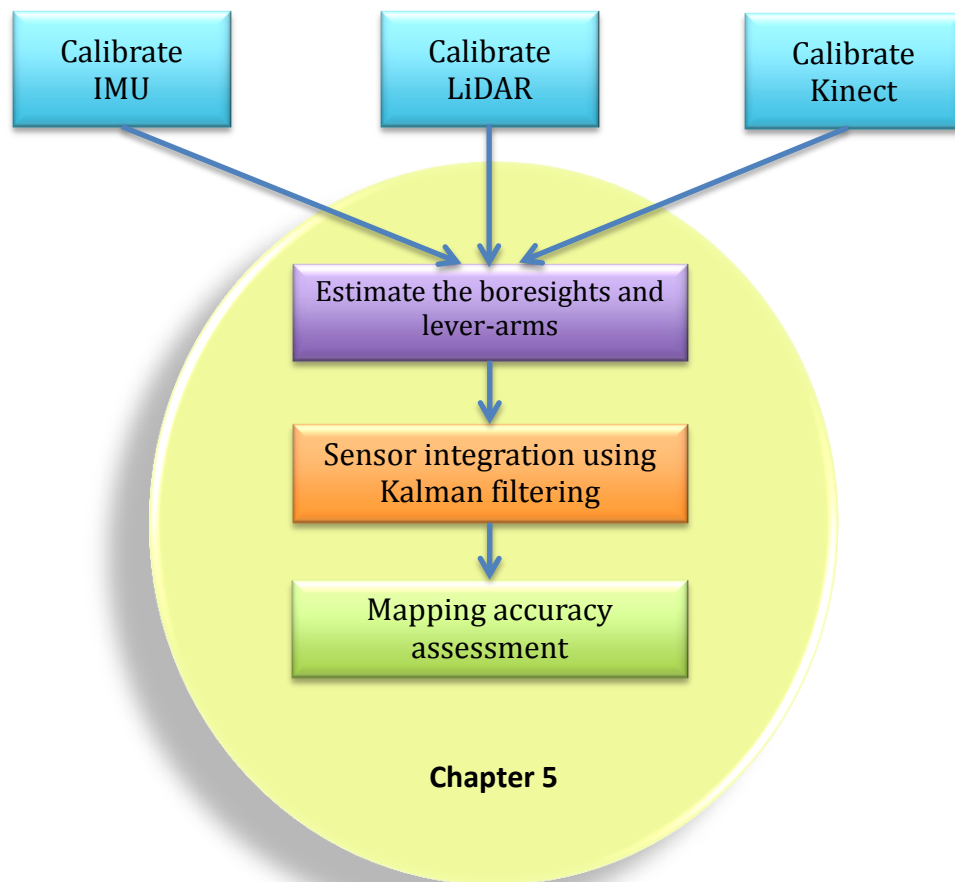 Calibrate
IMU
Calibrate
LiDAR
Calibrate
Kinect
Estimate the boresights and
lever-arms
Sensor integration using
Kalman filtering
Mapping accuracy
assessment
Chapter 5